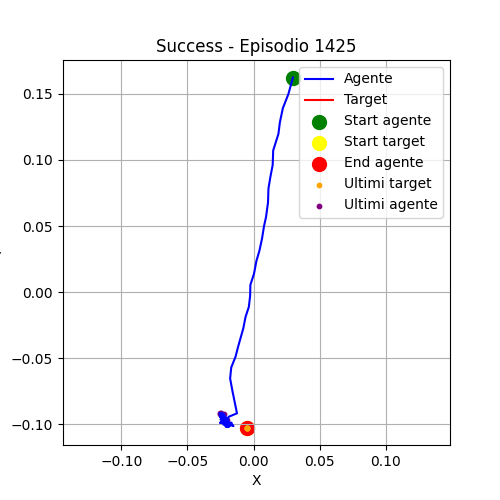 Success - Episodio 1425
Agente
Target
Start agente
Start target
End agente
Ultimi target
Ultimi agente
0.15
0.10
0.05
0.00
−0.05
−0.10
−0.10
−0.05
0.00
0.05
0.10
X